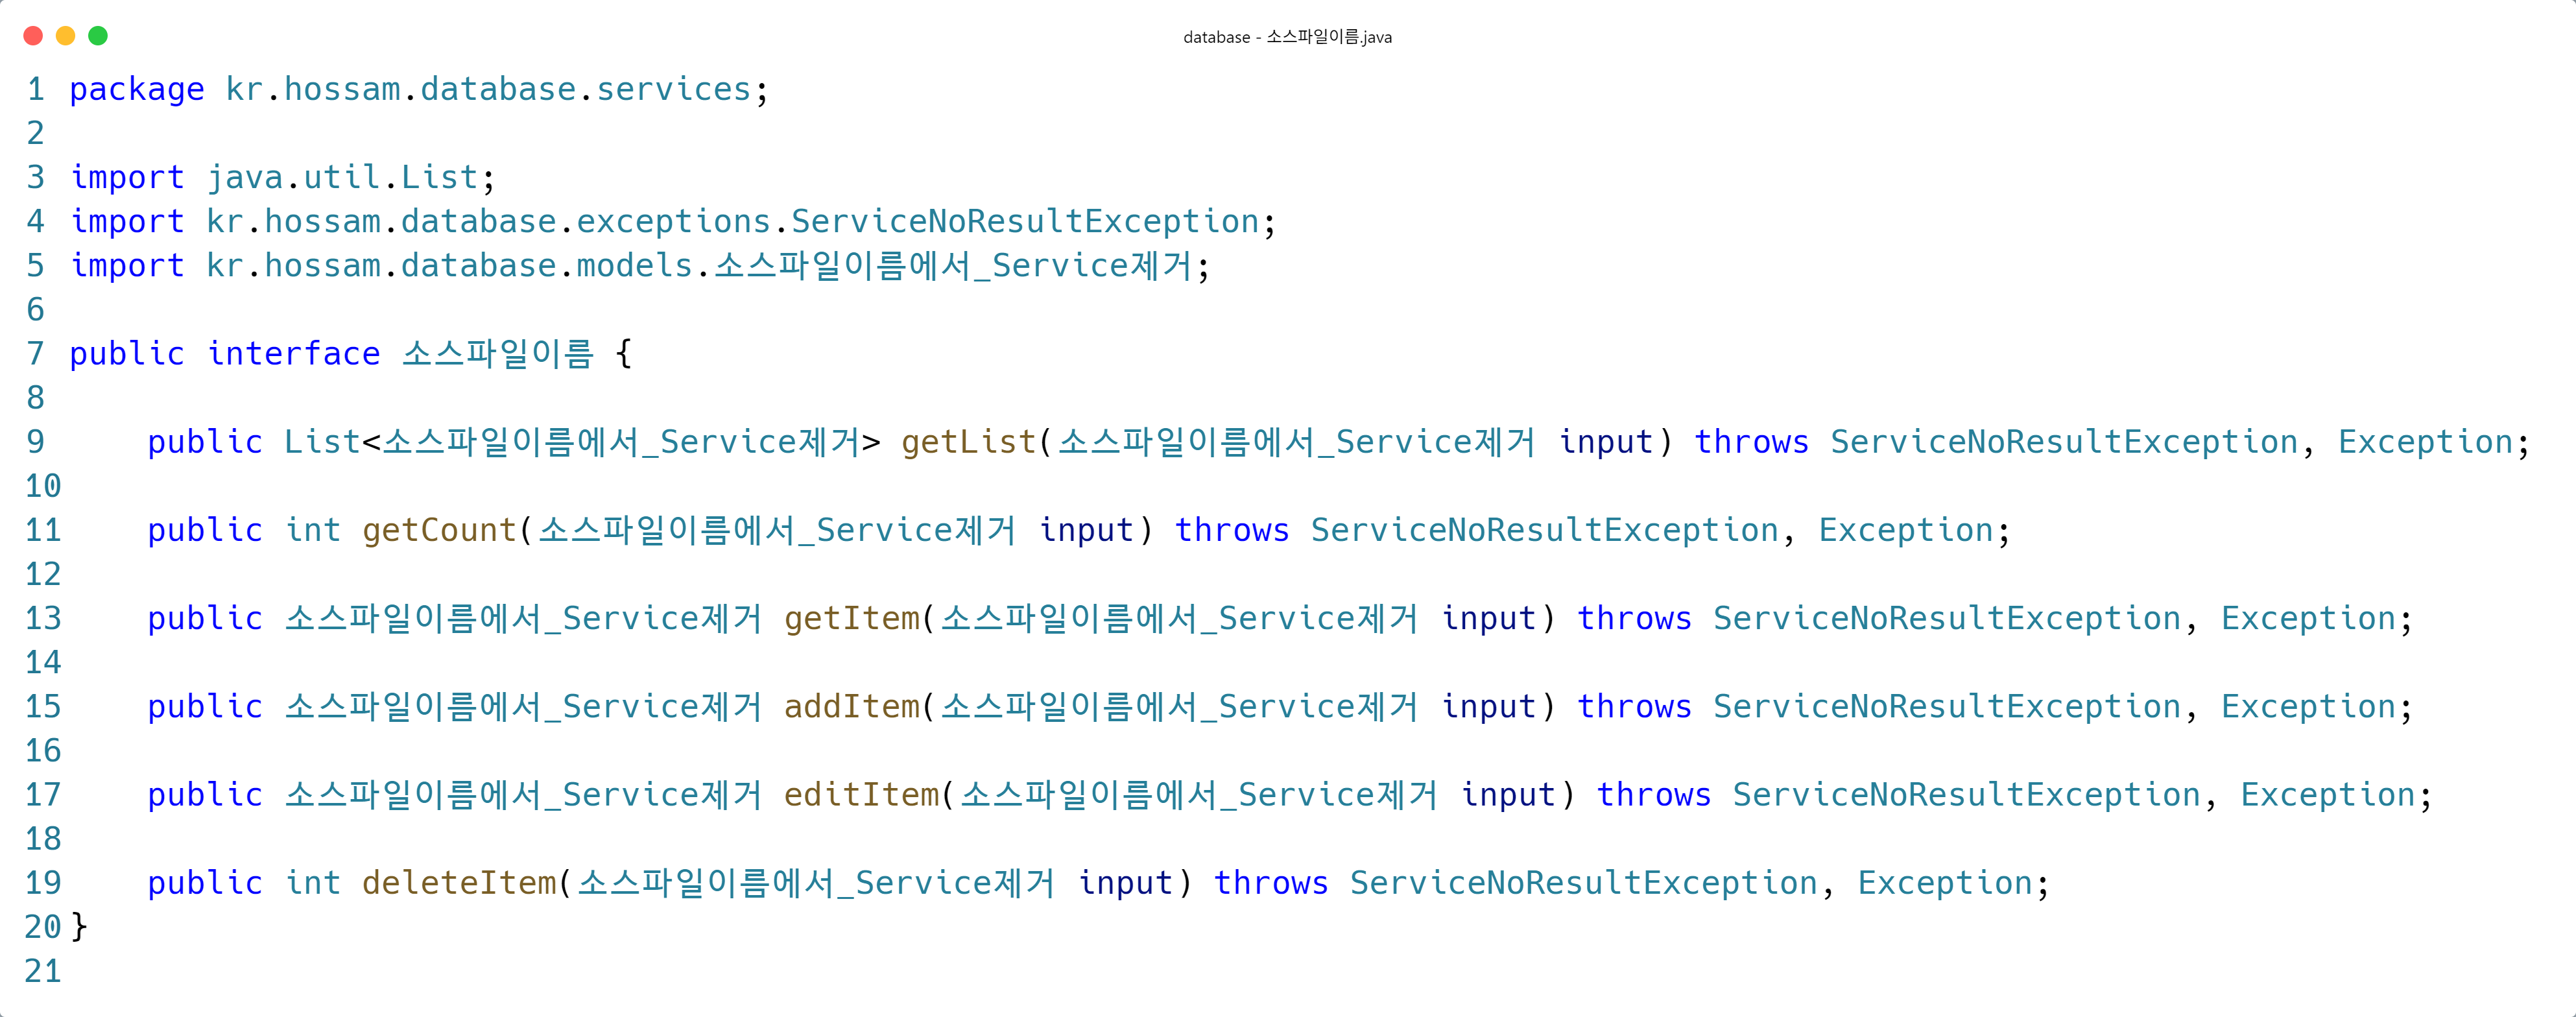 database - 소스파일이름.java
1 package kr.hossam.database.services;
2
3 import java.util.List;
4 import kr.hossam.database.exceptions.ServiceNoResultException;
5 import kr.hossam.database.models.소스파일이름에서_Service제거;
6
7 public interface 소스파일이름 {
8
9     public List<소스파일이름에서_Service제거> getList(소스파일이름에서_Service제거 input) throws ServiceNoResultException, Exception;
10
11     public int getCount(소스파일이름에서_Service제거 input) throws ServiceNoResultException, Exception;
12
13     public 소스파일이름에서_Service제거 getItem(소스파일이름에서_Service제거 input) throws ServiceNoResultException, Exception;
14
15     public 소스파일이름에서_Service제거 addItem(소스파일이름에서_Service제거 input) throws ServiceNoResultException, Exception;
16
17     public 소스파일이름에서_Service제거 editItem(소스파일이름에서_Service제거 input) throws ServiceNoResultException, Exception;
18
19     public int deleteItem(소스파일이름에서_Service제거 input) throws ServiceNoResultException, Exception;
20 }
21